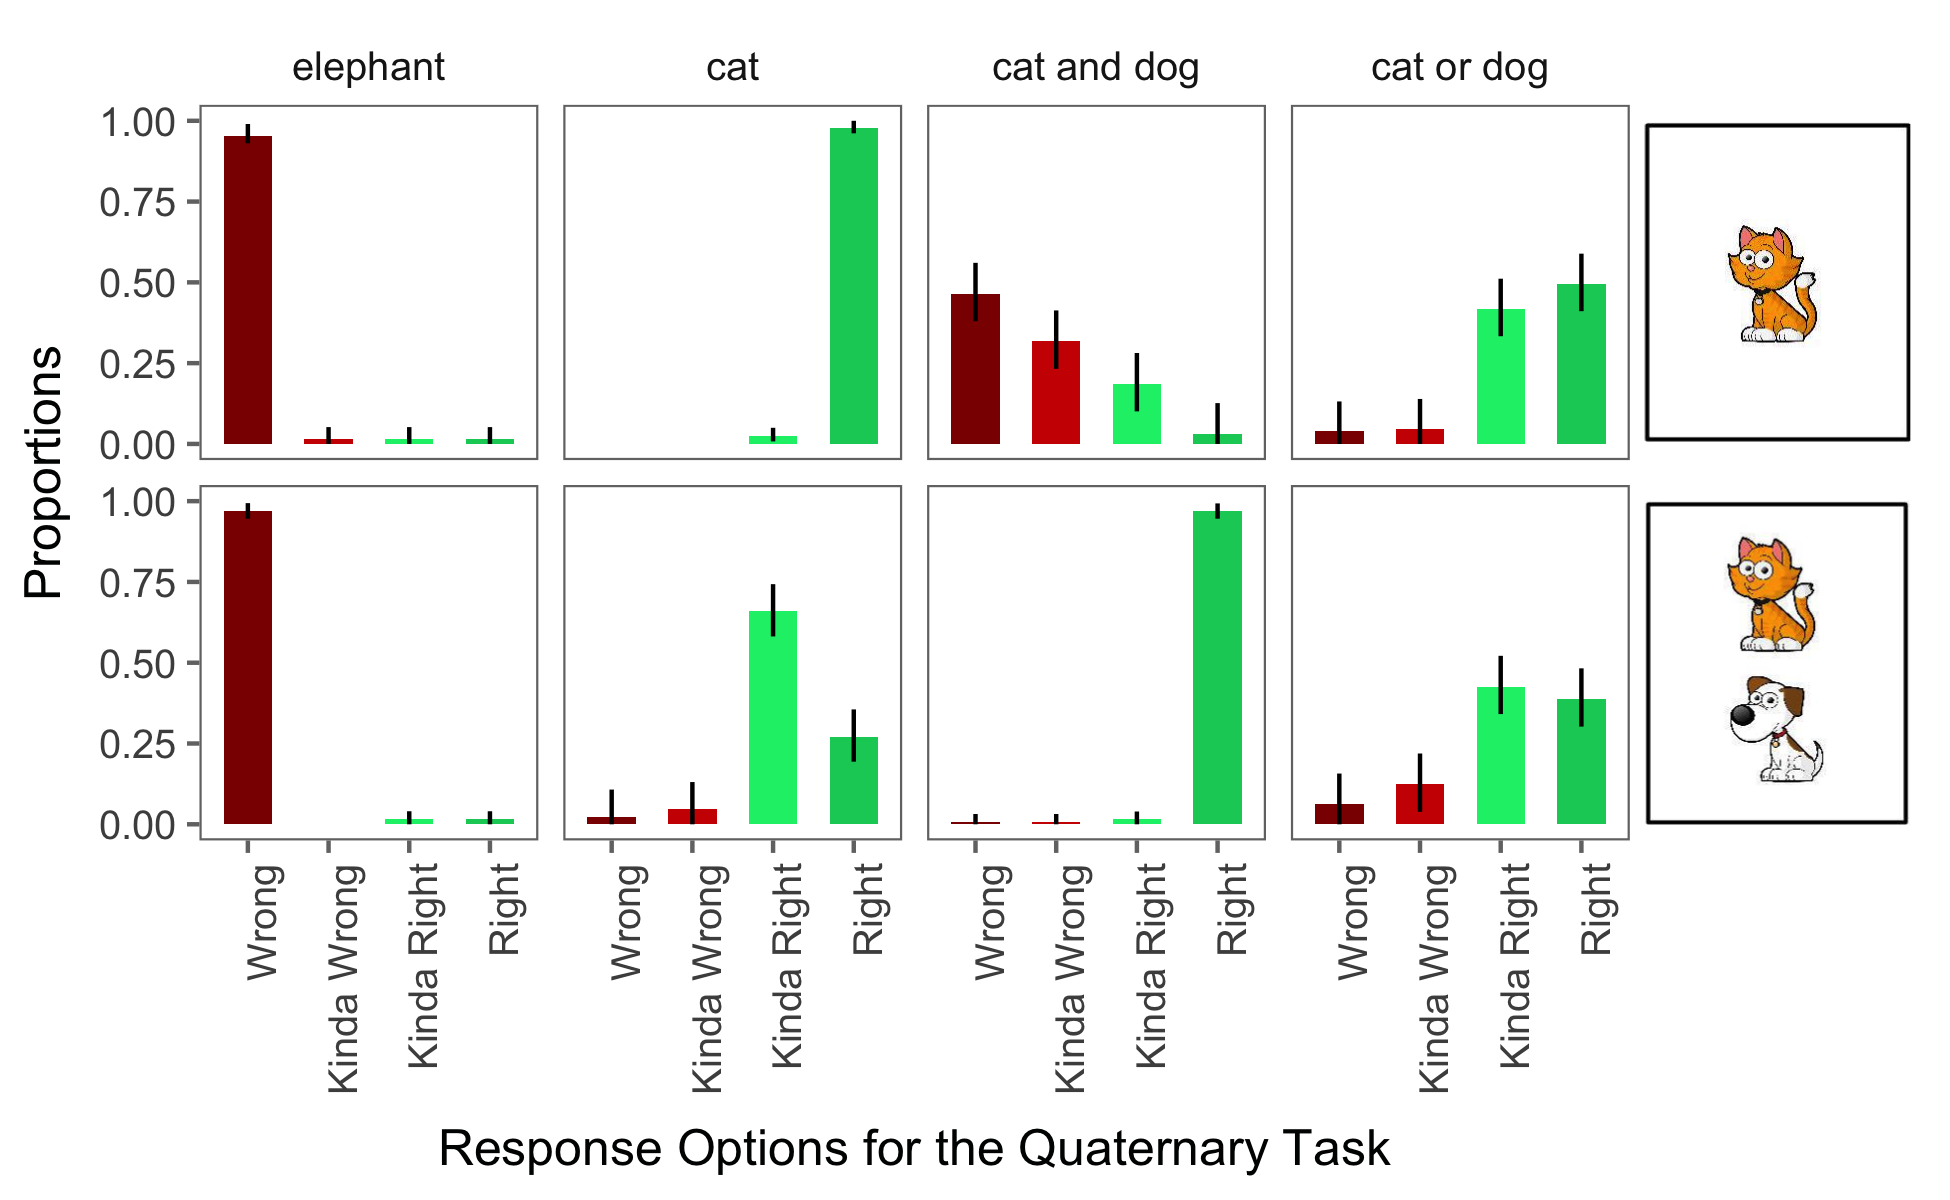 elephant
cat
cat and dog
cat or dog
1.00
0.75
0.50
0.25
0.00
1.00
0.75
0.50
0.25
0.00
Proportions
Wrong
Kinda Wrong
Kinda Right
Right
Wrong
Kinda Wrong
Kinda Right
Right
Wrong
Kinda Wrong
Kinda Right
Right
Wrong
Kinda Wrong
Kinda Right
Right
Response Options for the Quaternary Task